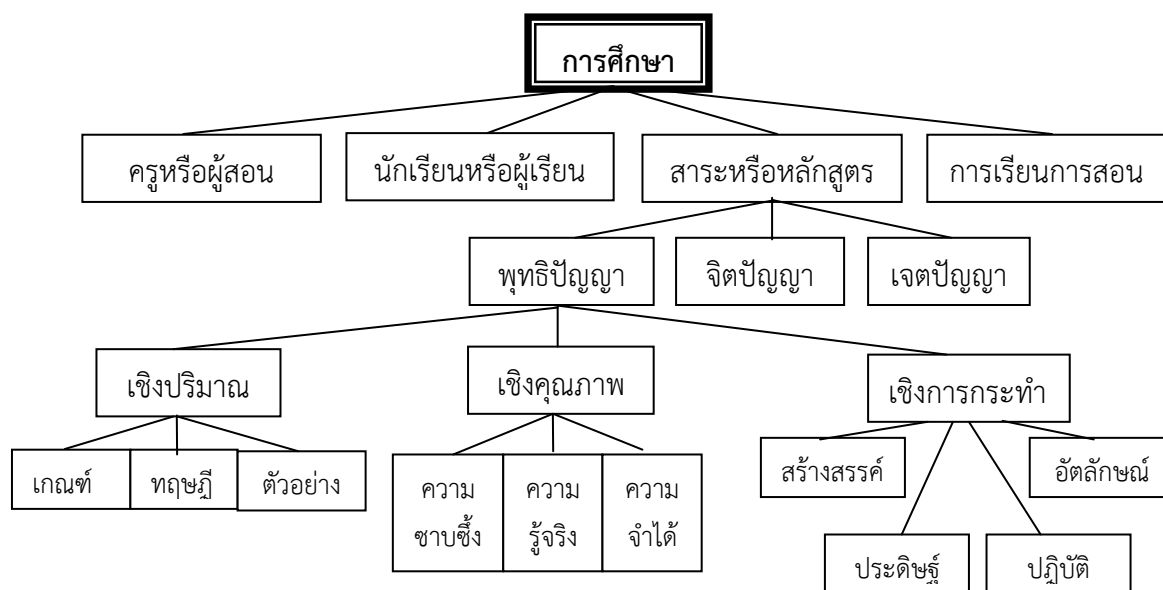 การศึกษา
ครูหรือผู้สอน
นักเรียนหรือผู้เรียน
สาระหรือหลักสูตร
การเรียนการสอน
พุทธิปัญญา
จิตปัญญา
เจตปัญญา
เชิงปริมาณ
เชิงคุณภาพ
เชิงการกระทำ
เกณฑ์
ทฤษฎี
ตัวอย่าง
ความ
ซาบซึ้ง
ความ
รู้จริง
ความ
จำได้
สร้างสรรค์
อัตลักษณ์
ประดิษฐ์
ปฏิบัติ